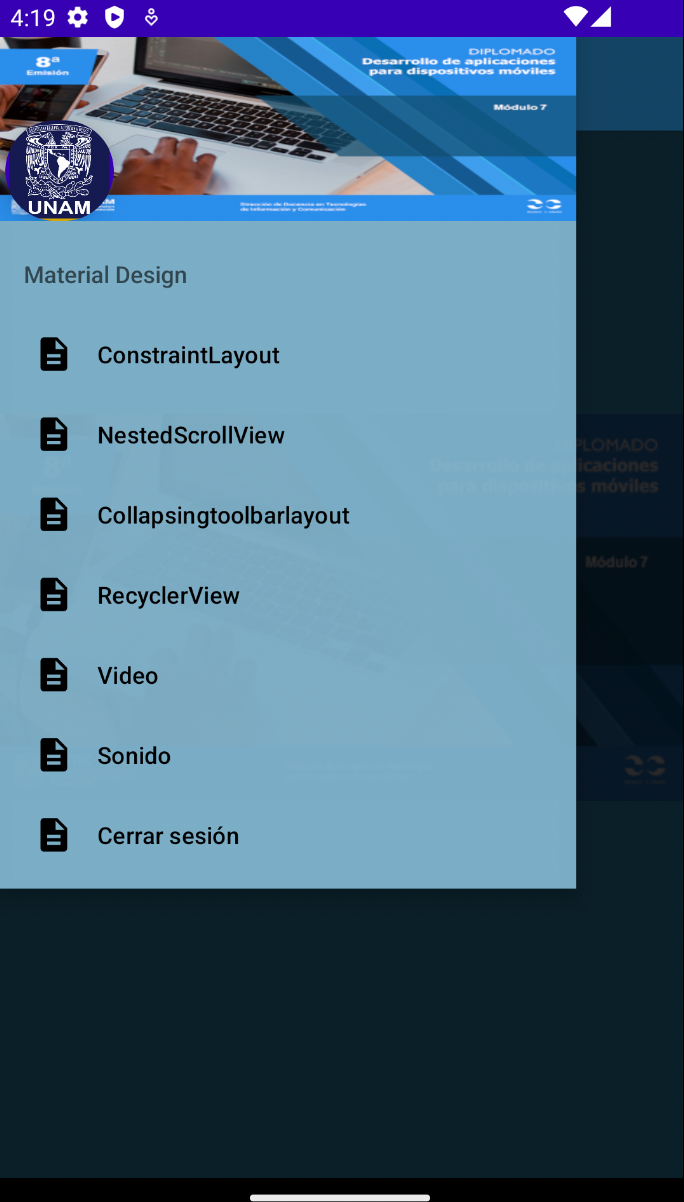 4:19
8ª
Emisión
DIPLOMADO
Desarrollo de aplicaciones
para dispositivos móviles
Módulo 7
UNAM
Dirección de Docencia en Tecnologías
de Información y Comunicación
Material Design
ConstraintLayout
NestedScrollView
Collapsingtoolbarlayout
RecyclerView
Video
Sonido
Cerrar sesión
DIPLOMADO
Desarrollo de aplicaciones
para dispositivos móviles
Módulo 7